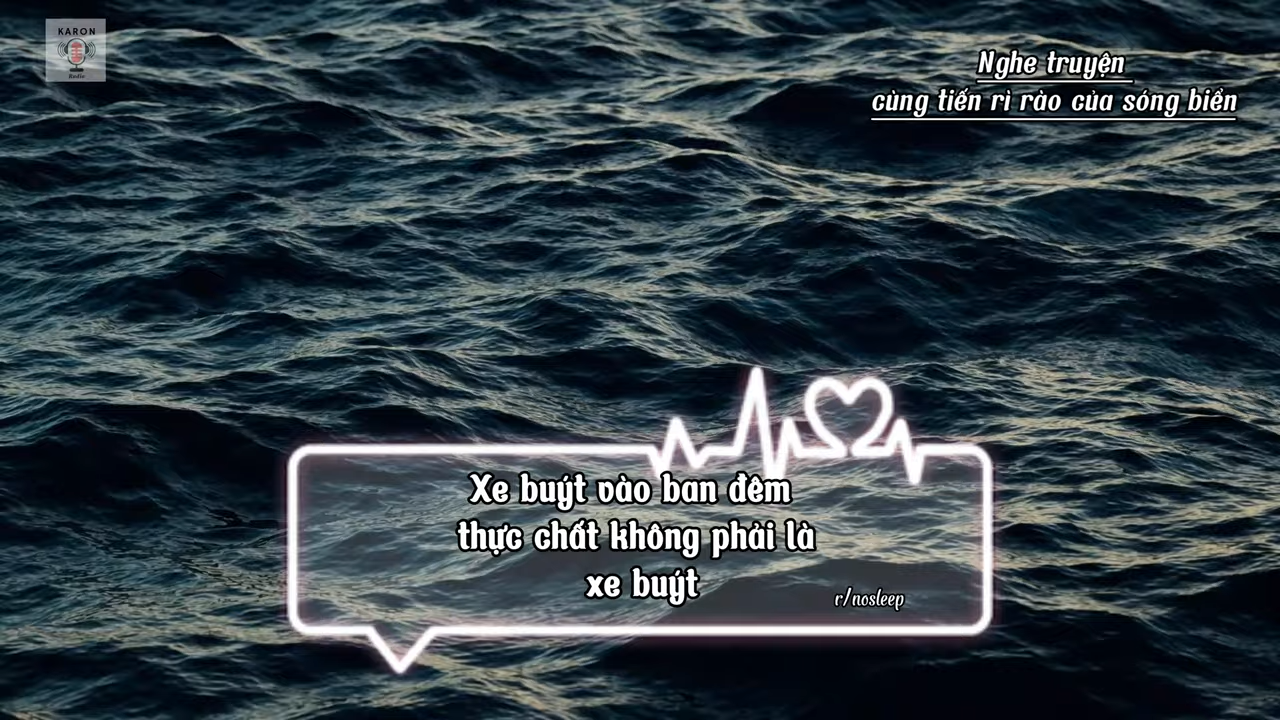 KARON
Radio
Nghe truyện
cùng tiến rì rào của sóng biển
Xe buýt vào ban đêm
thực chất không phải là
xe buýt
r/nosleep